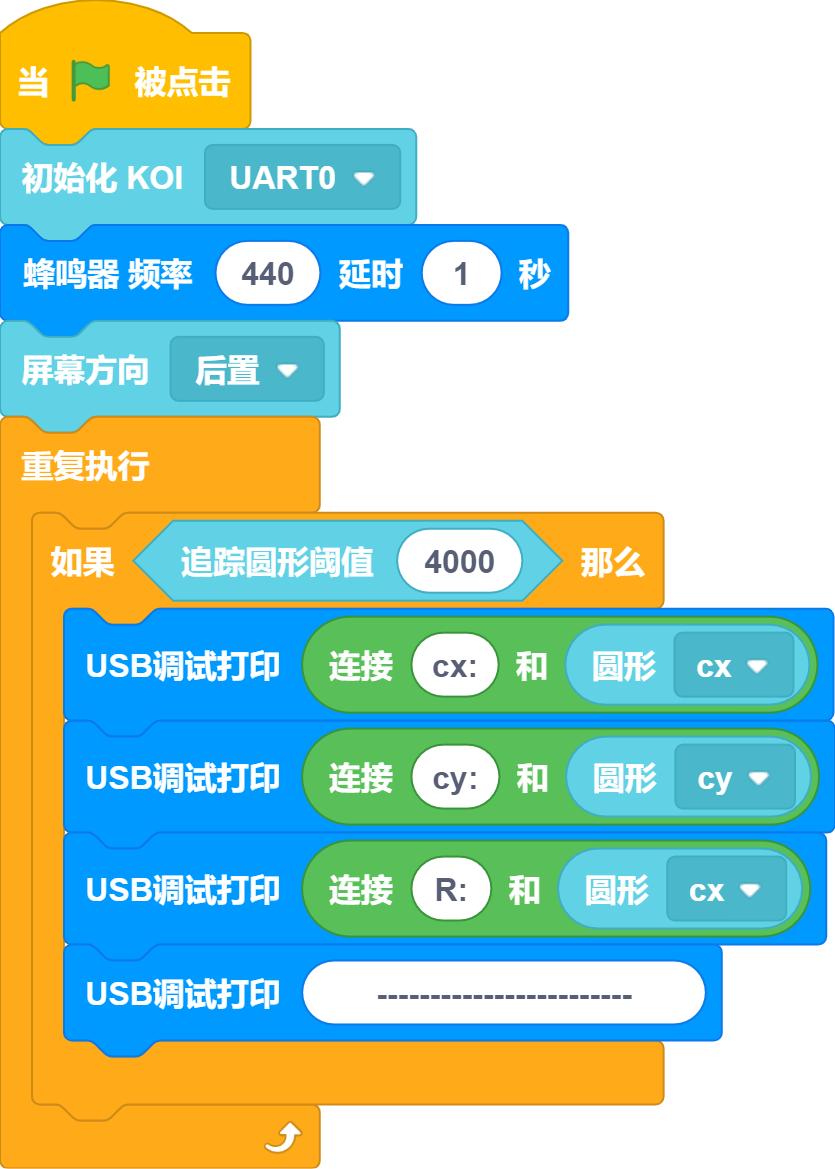 当 被点击
初始化 KOI UART0
蜂鸣器 频率 440 延时 1 秒
屏幕方向 后置
重复执行
如果 追踪圆形阈值 4000 那么
USB调试打印 连接 cx: 和 圆形 cx
USB调试打印 连接 cy: 和 圆形 cy
USB调试打印 连接 R: 和 圆形 cx
USB调试打印 ------------------------